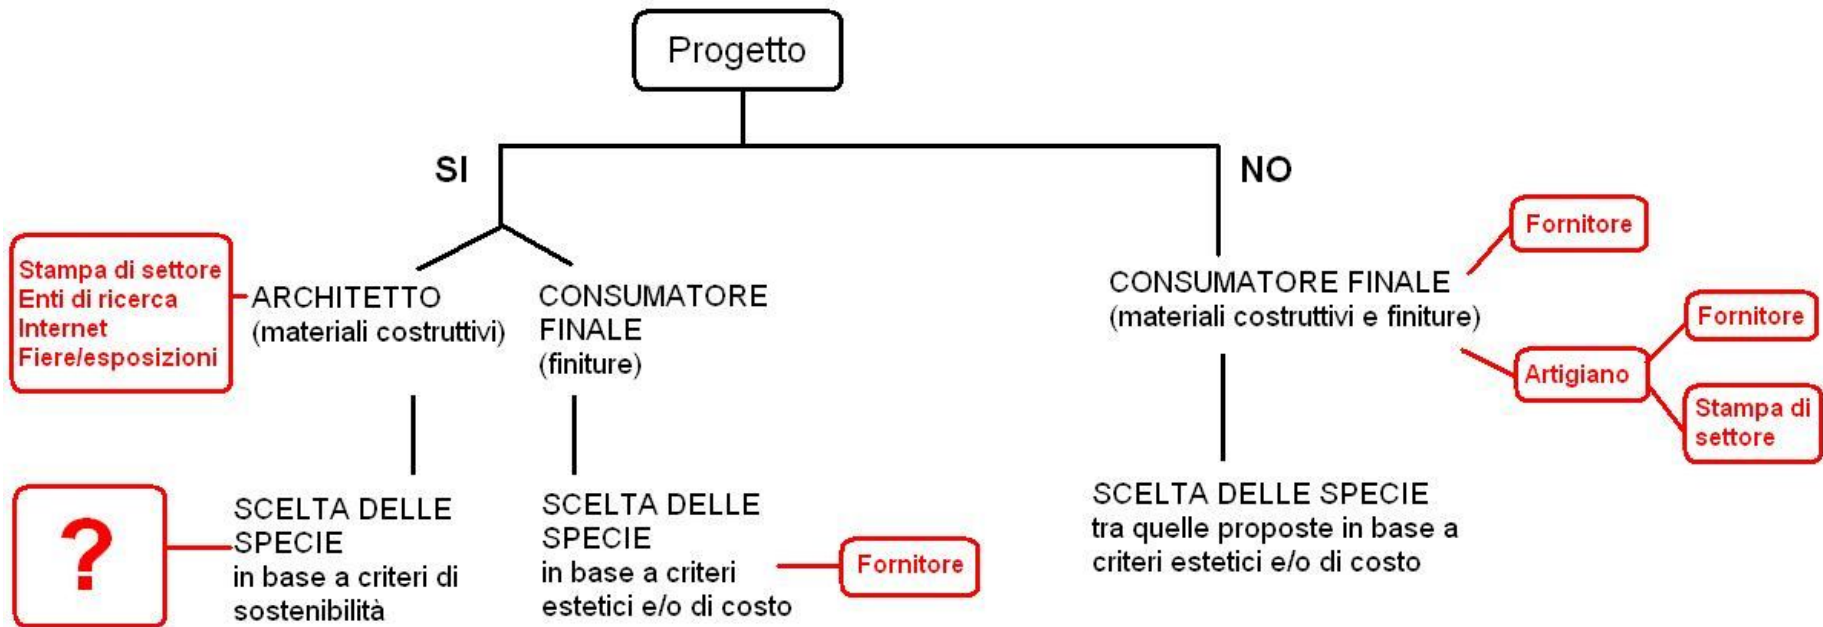 Progetto
SI
NO
Stampa di settore
Enti di ricerca
Internet
Fiere/esposizioni
ARCHITETTO
(materiali costruttivi)
CONSUMATORE
FINALE
(finiture)
CONSUMATORE FINALE
(materiali costruttivi e finiture)
Fornitore
Artigiano
Fornitore
Stampa di
settore
?
SCELTA DELLE
SPECIE
in base a criteri di
sostenibilità
SCELTA DELLE
SPECIE
in base a criteri
estetici e/o di costo
Fornitore
SCELTA DELLE SPECIE
tra quelle proposte in base a
criteri estetici e/o di costo